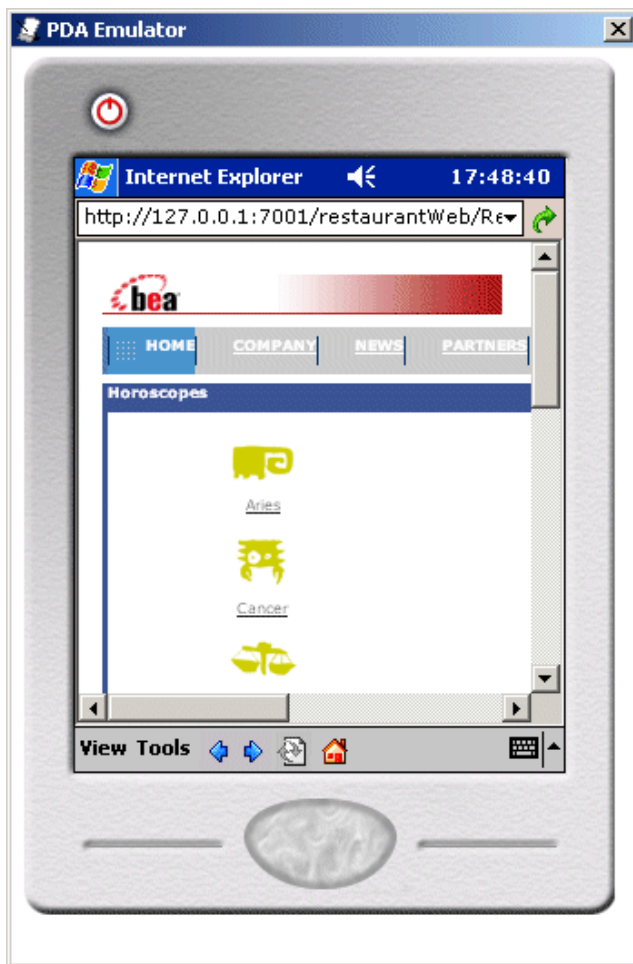 PDA Emulator
Internet Explorer 17:48:40
http://127.0.0.1:7001/restaurantWeb/Re
bea
HOME COMPANY NEWS PARTNERS
Horoscopes
Aries
Cancer
View Tools